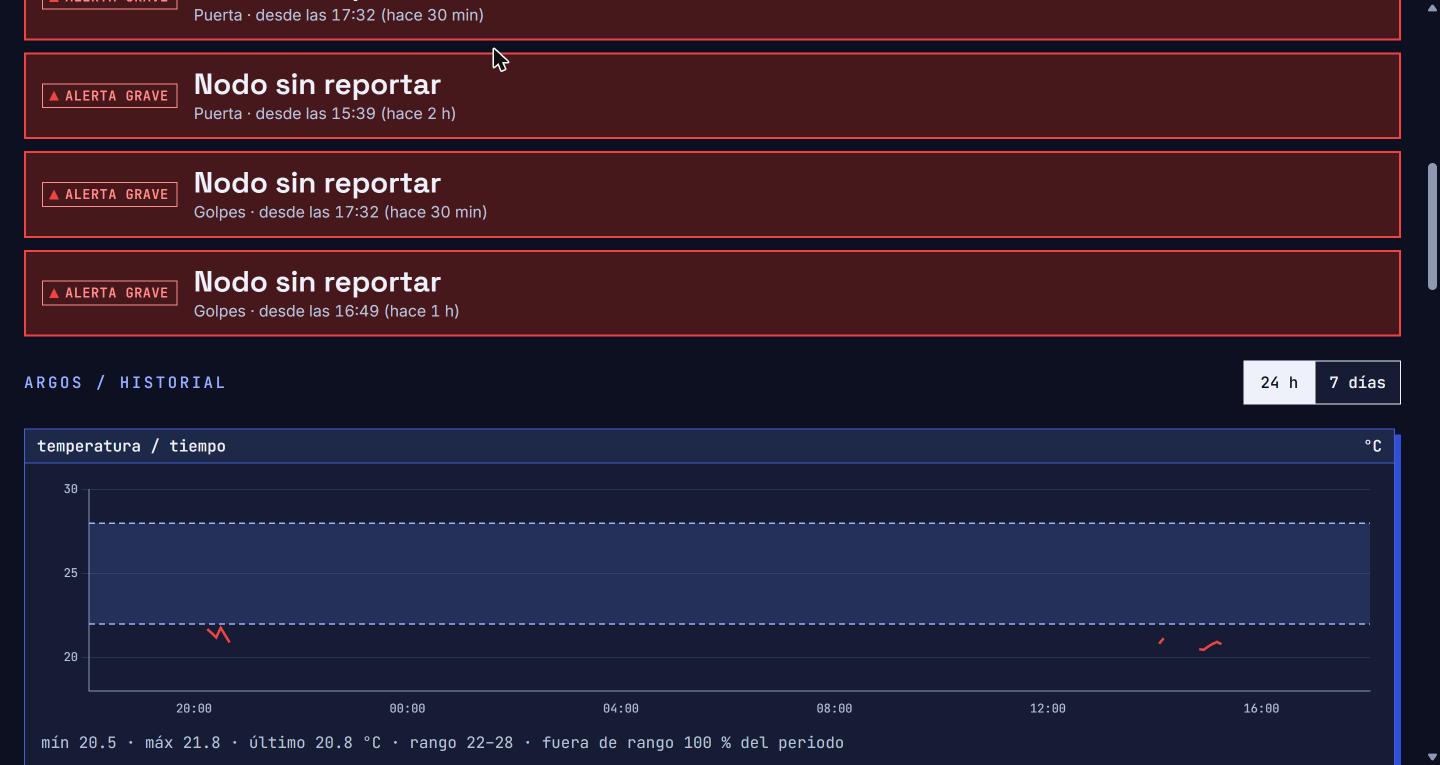 ▲ ALERTA GRAVE
Puerta · desde las 17:32 (hace 30 min)
▲ ALERTA GRAVE
Nodo sin reportar
Puerta · desde las 15:39 (hace 2 h)
▲ ALERTA GRAVE
Nodo sin reportar
Golpes · desde las 17:32 (hace 30 min)
▲ ALERTA GRAVE
Nodo sin reportar
Golpes · desde las 16:49 (hace 1 h)
ARGOS / HISTORIAL
24 h
7 días
temperatura / tiempo
°C
30
25
20
20:00
00:00
04:00
08:00
12:00
16:00
mín 20.5 · máx 21.8 · último 20.8 °C · rango 22–28 · fuera de rango 100 % del periodo